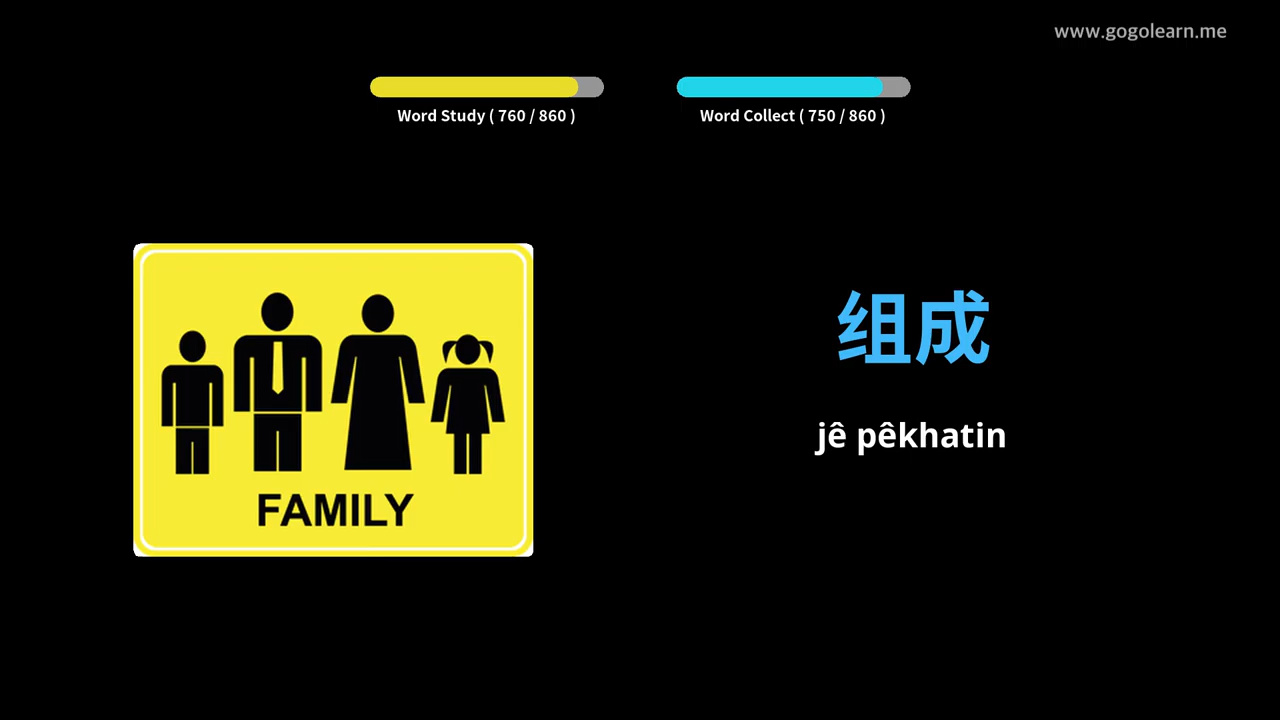 www.gogolearn.me
Word Study ( 760 / 860 )
Word Collect ( 750 / 860 )
组成
jê pêkhatin
FAMILY